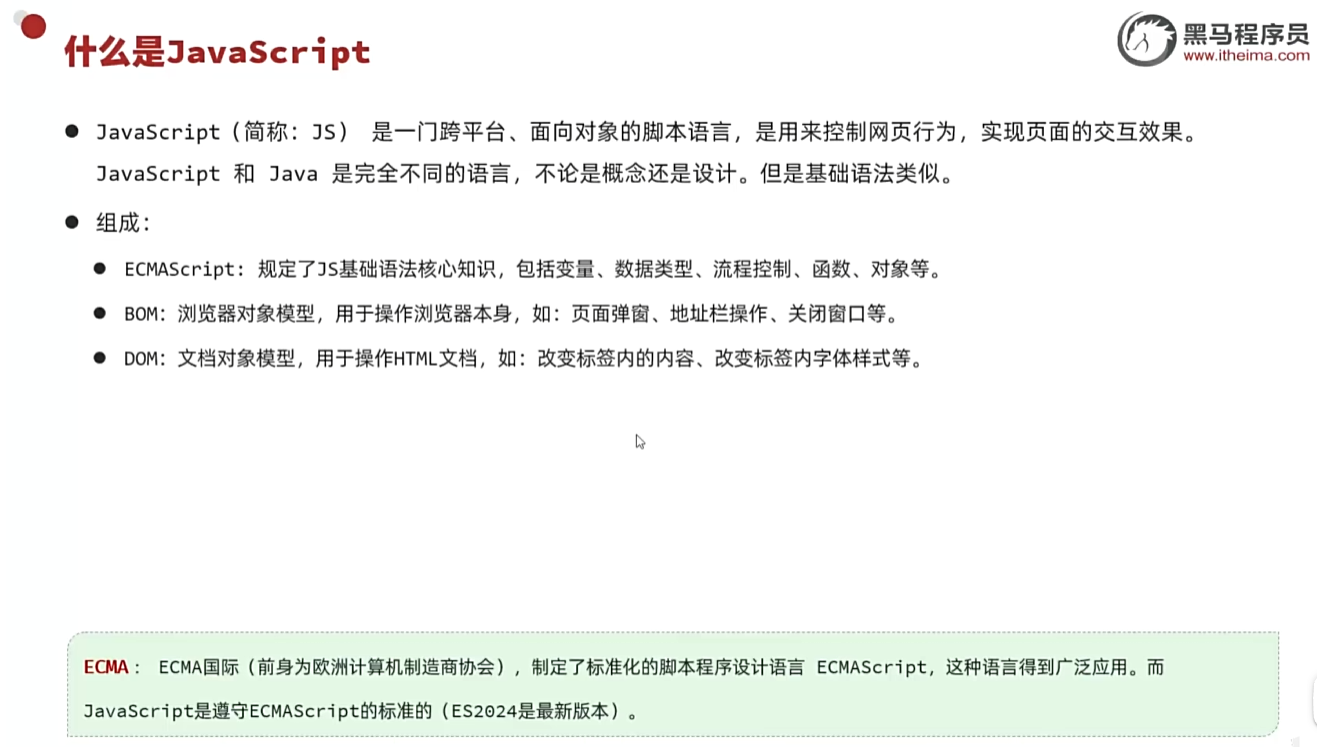 什么是JavaScript
黑马程序员
www.itheima.com
JavaScript（简称：JS） 是一门跨平台、面向对象的脚本语言，是用来控制网页行为，实现页面的交互效果。
JavaScript 和 Java 是完全不同的语言，不论是概念还是设计。但是基础语法类似。
组成：
ECMAScript: 规定了JS基础语法核心知识，包括变量、数据类型、流程控制、函数、对象等。
BOM：浏览器对象模型，用于操作浏览器本身，如：页面弹窗、地址栏操作、关闭窗口等。
DOM：文档对象模型，用于操作HTML文档，如：改变标签内的内容、改变标签内字体样式等。
ECMA： ECMA国际（前身为欧洲计算机制造商协会），制定了标准化的脚本程序设计语言 ECMAScript，这种语言得到广泛应用。而
JavaScript是遵守ECMAScript的标准的（ES2024是最新版本）。